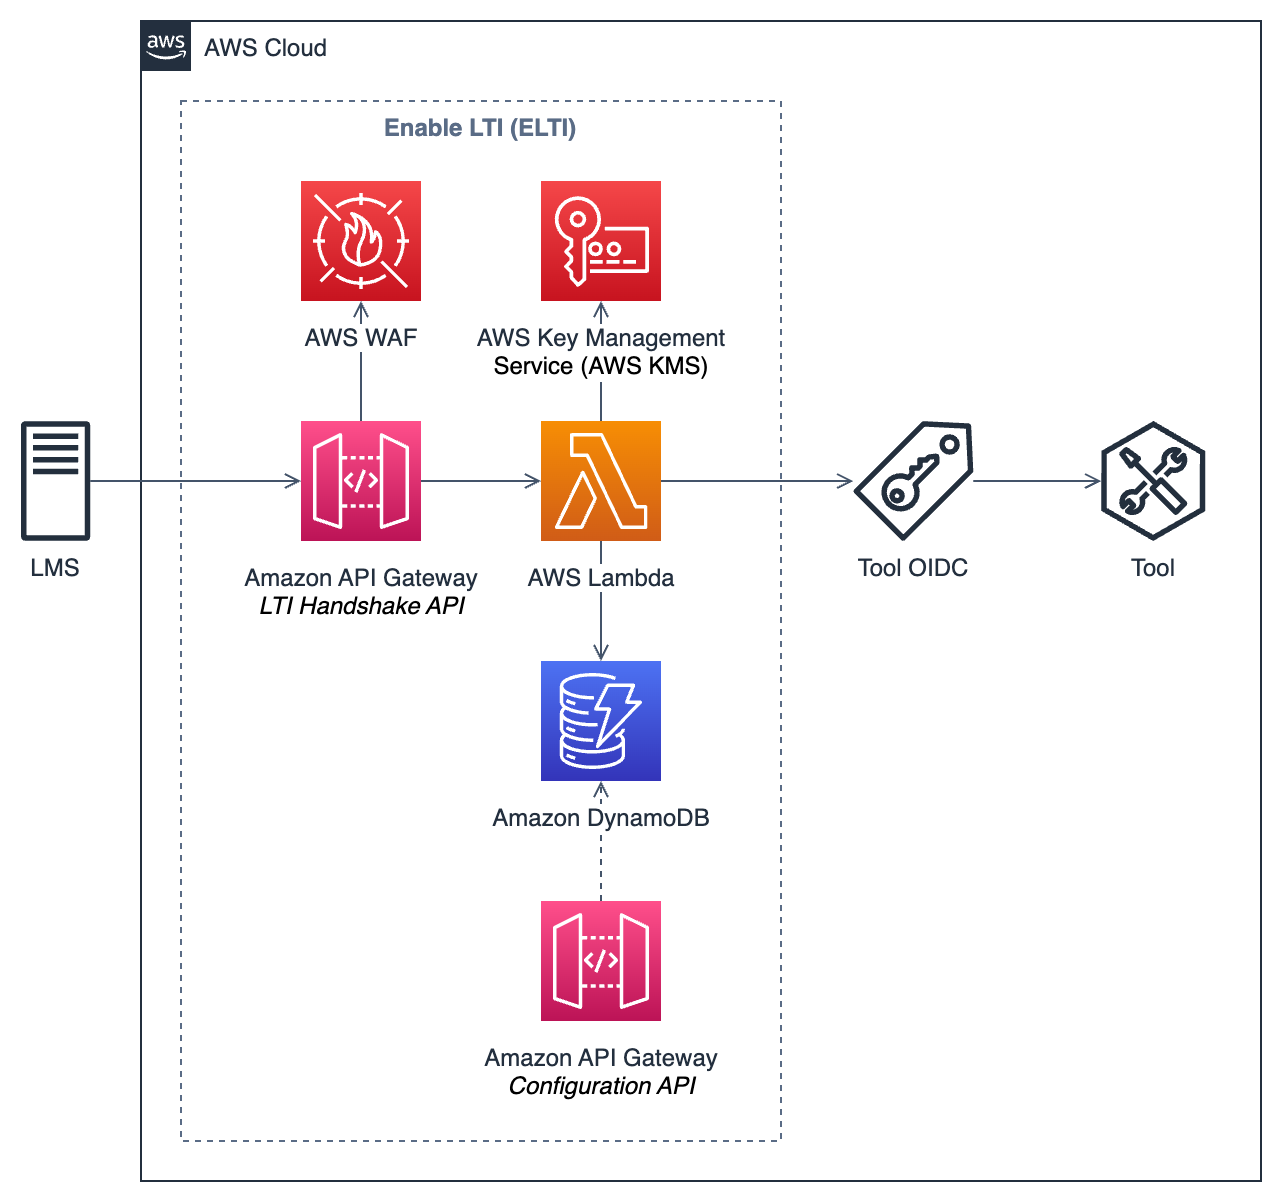 aws
AWS Cloud
Enable LTI (ELTI)
AWS WAF
AWS Key Management
Service (AWS KMS)
LMS
Amazon API Gateway
LTI Handshake API
AWS Lambda
Tool OIDC
Tool
Amazon DynamoDB
Amazon API Gateway
Configuration API